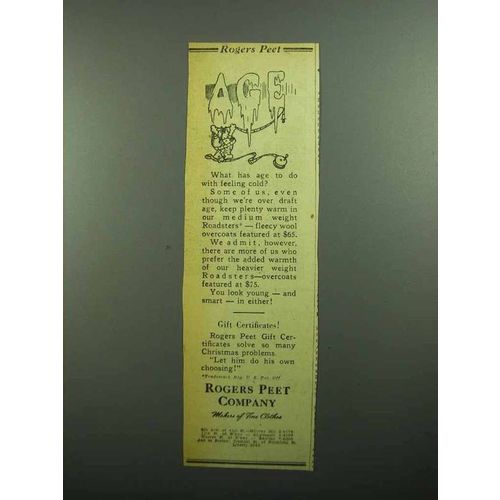 Rogers Peet
AGE
What has age to do
with feeling cold?
Some of us, even
though we're over draft
age, keep plenty warm in
our medium weight
Roadsters* — fleecy wool
overcoats featured at $65.
We admit, however,
there are more of us who
prefer the added warmth
of our heavier weight
Roadsters—overcoats
featured at $75.
You look young — and
smart — in either!
Gift Certificates!
Rogers Peet Gift Cer-
tificates solve so many
Christmas problems.
"Let him do his own
choosing!"
*Trademark Reg. U. S. Pat. Off.
ROGERS PEET
COMPANY
Makers of Fine Clothes